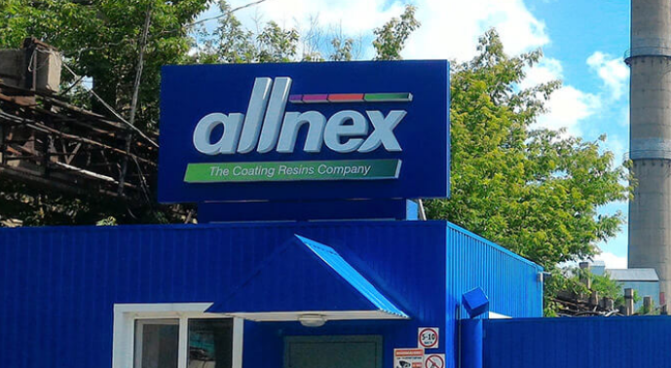 allnex
The Coating Resins Company